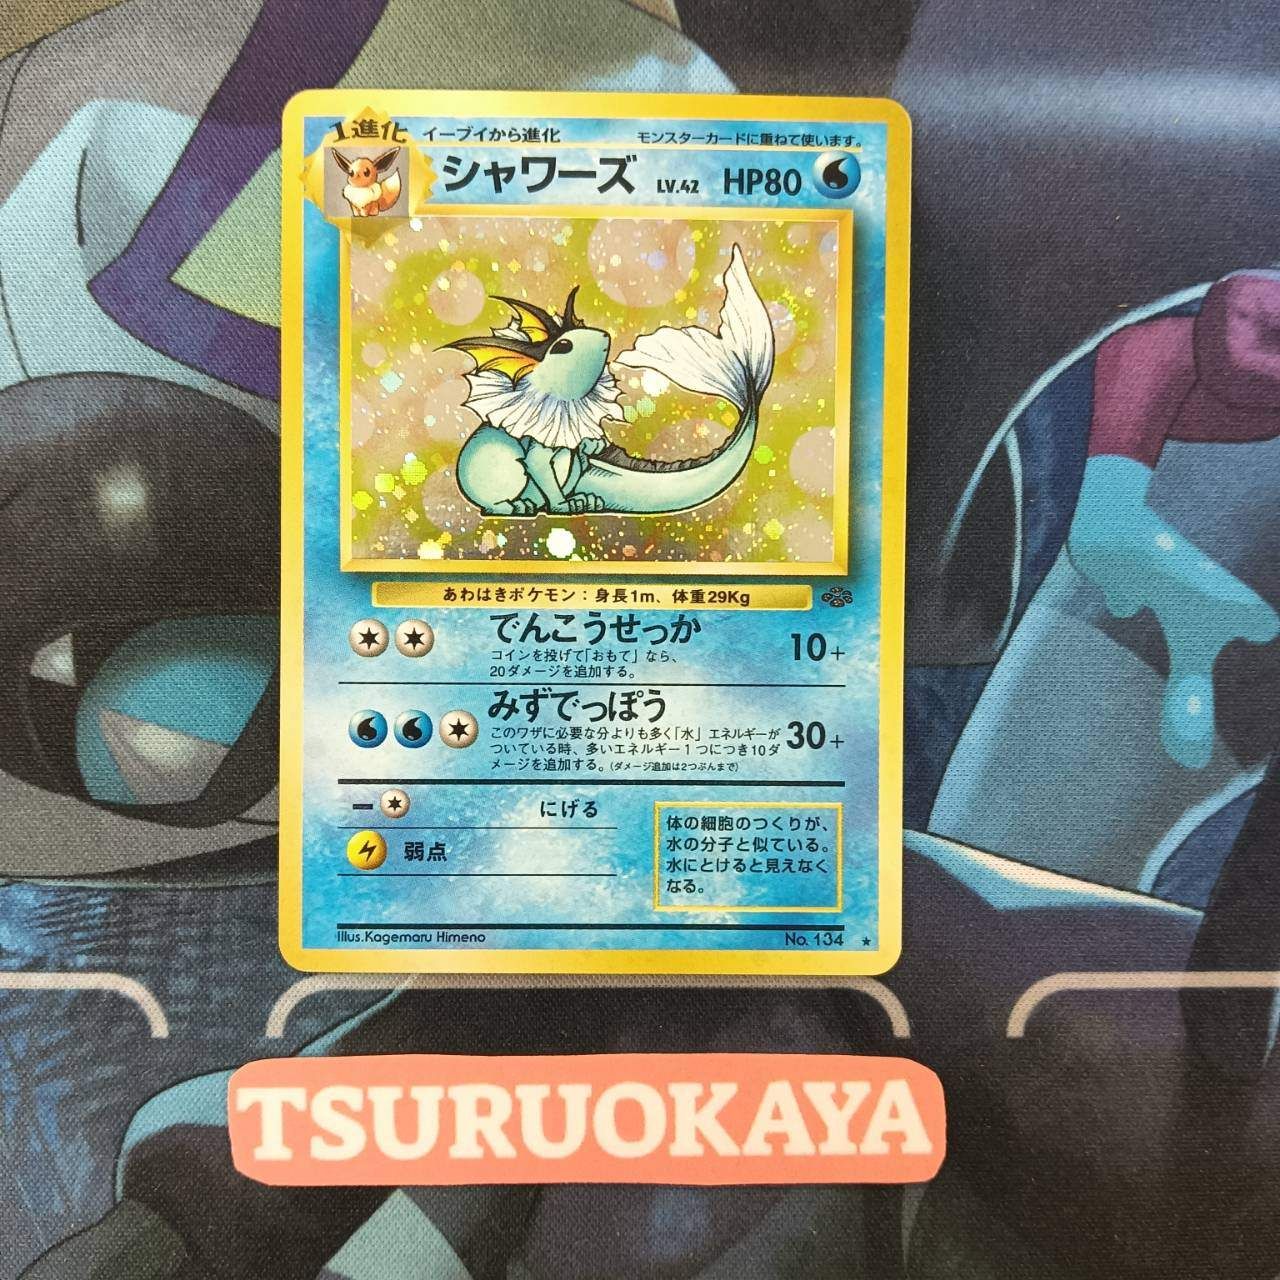 1進化 イーブイから進化 モンスターカードに重ねて使います。
シャワーズ LV.42 HP80
あわはきポケモン：身長1m、体重29Kg
でんこうせっか 10+
コインを投げて「おもて」なら、
20ダメージを追加する。
みずでっぽう 30+
このワザに必要な分よりも多く「水」エネルギーが
ついている時、多いエネルギー1つにつき10ダ
メージを追加する。(ダメージ追加は2つぶんまで)
にげる
弱点
体の細胞のつくりが、
水の分子と似ている。
水にとけると見えなく
なる。
Illus.Kagemaru Himeno No. 134 ★
TSURUOKAYA